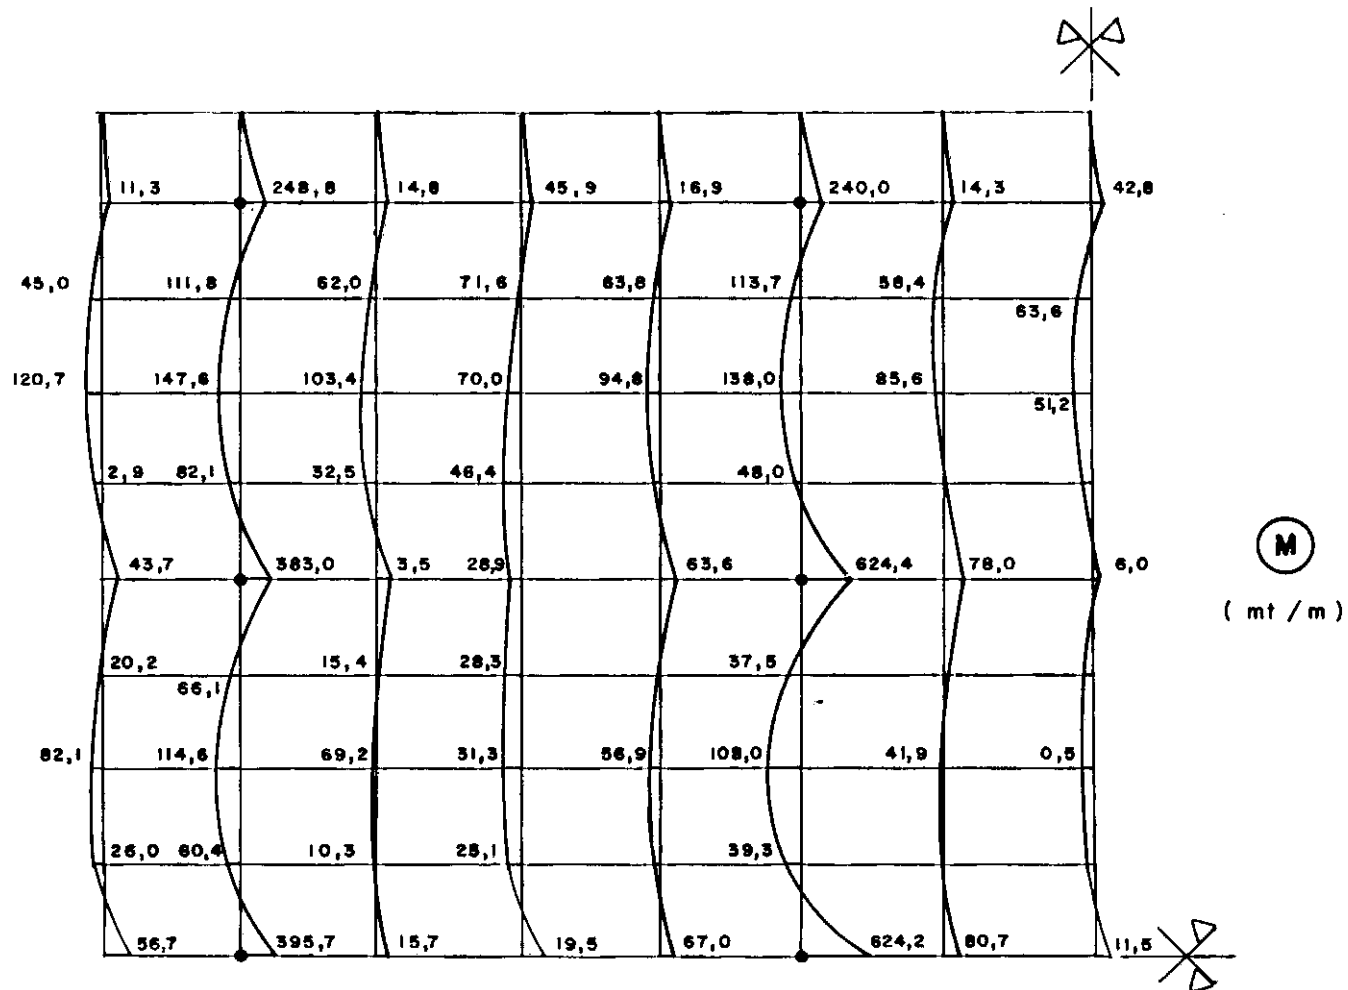 11,3 248,8 14,8 45,9 16,9 240,0 14,3 42,8
45,0 111,8 62,0 71,6 63,8 113,7 58,4
63,6
120,7 147,6 103,4 70,0 94,8 138,0 85,6
51,2
2,9 82,1 32,5 46,4 48,0
M
43,7 383,0 3,5 28,9 63,6 624,4 78,0 6,0
( mt / m )
20,2 15,4 28,3 37,5
66,1
82,1 114,6 69,2 31,3 56,9 108,0 41,9 0,5
26,0 60,4 10,3 28,1 39,3
56,7 395,7 15,7 19,5 67,0 624,2 80,7 11,5